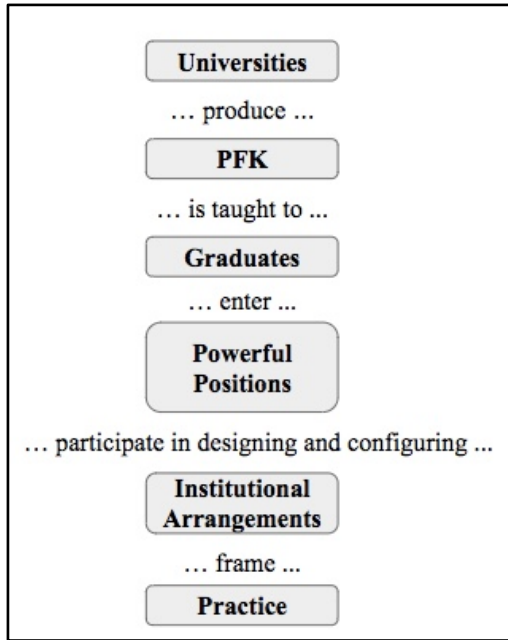 Universities
… produce ...
PFK
… is taught to ...
Graduates
… enter ...
Powerful
Positions
… participate in designing and configuring ...
Institutional
Arrangements
… frame ...
Practice